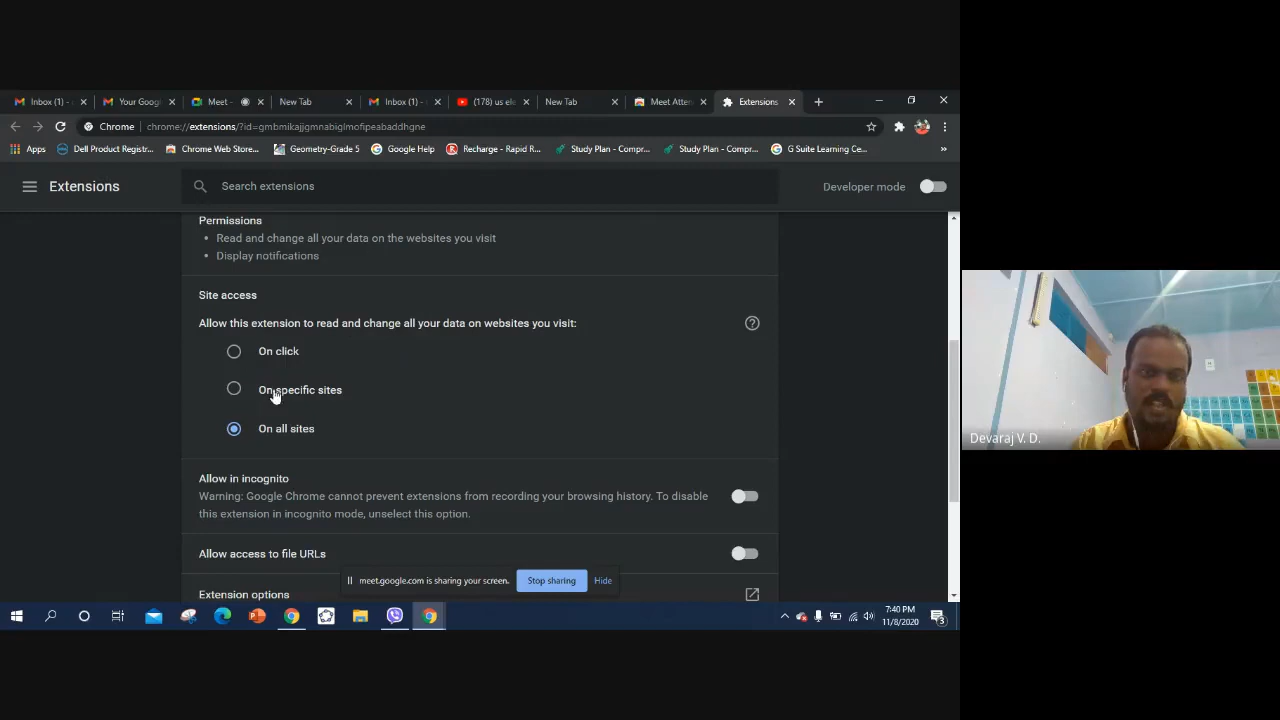 Inbox (1) -
Your Goog
Meet -
New Tab
Inbox (1) -
(178) us ele
New Tab
Meet Atten
Extensions
Chrome
chrome://extensions/?id=gmbmikajjgmnabiglmofipeabaddhgne
Apps
Dell Product Registr...
Chrome Web Store...
Geometry-Grade 5
Google Help
Recharge - Rapid R...
Study Plan - Compr...
Study Plan - Compr...
G Suite Learning Ce...
»
Extensions
Search extensions
Developer mode
Permissions
• Read and change all your data on the websites you visit
• Display notifications
Site access
Allow this extension to read and change all your data on websites you visit:
On click
On specific sites
On all sites
Devaraj V. D.
Allow in incognito
Warning: Google Chrome cannot prevent extensions from recording your browsing history. To disable
this extension in incognito mode, unselect this option.
Allow access to file URLs
meet.google.com is sharing your screen.
Stop sharing
Hide
Extension options
7:40 PM
11/8/2020
3